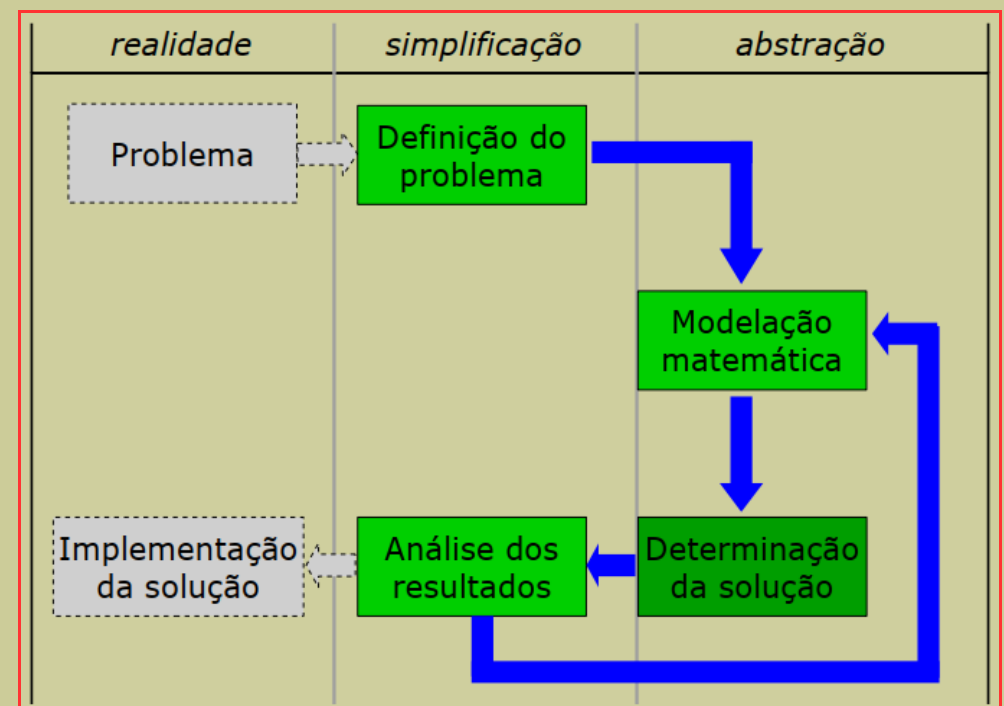 realidade
simplificação
abstração
Problema
Definição do
problema
Modelação
matemática
Implementação
da solução
Análise dos
resultados
Determinação
da solução